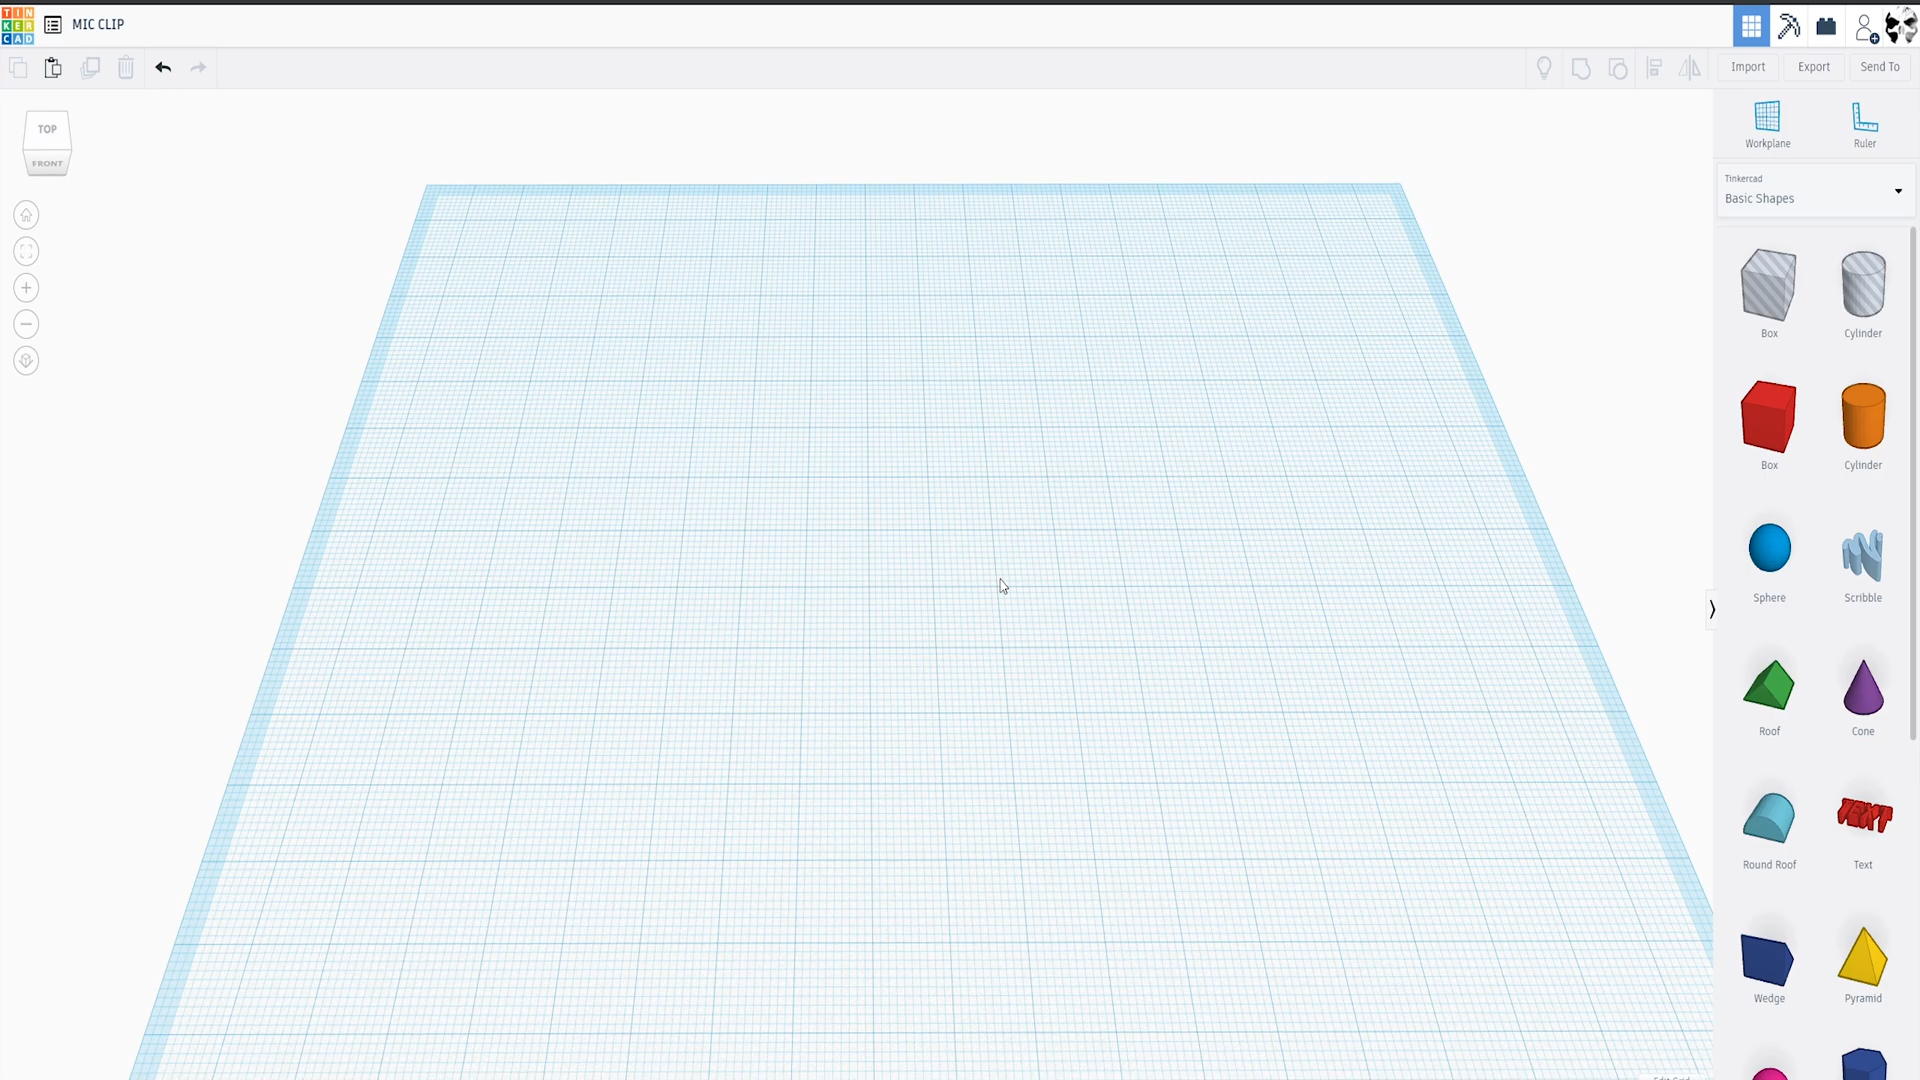 TIN
KER
CAD
MIC CLIP
Import
Export
Send To
TOP
FRONT
Workplane
Ruler
Tinkercad
Basic Shapes
Box
Cylinder
Box
Cylinder
Sphere
Scribble
Roof
Cone
Round Roof
Text
TEXT
Wedge
Pyramid